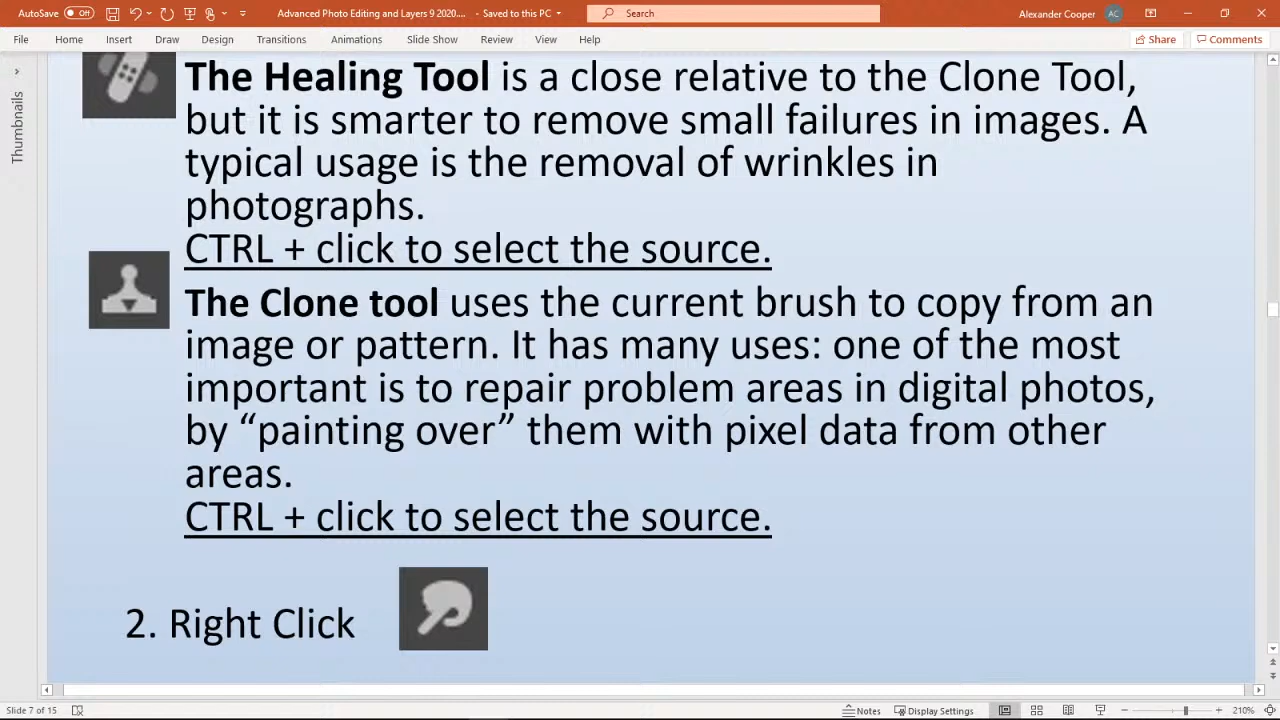 AutoSave Off Advanced Photo Editing and Layers 9 2020.... - Saved to this PC Search Alexander Cooper AC
File Home Insert Draw Design Transitions Animations Slide Show Review View Help Share Comments
Thumbnails
The Healing Tool is a close relative to the Clone Tool,
but it is smarter to remove small failures in images. A
typical usage is the removal of wrinkles in
photographs.
CTRL + click to select the source.
The Clone tool uses the current brush to copy from an
image or pattern. It has many uses: one of the most
important is to repair problem areas in digital photos,
by “painting over” them with pixel data from other
areas.
CTRL + click to select the source.
2. Right Click
Slide 7 of 15 Notes Display Settings 210%